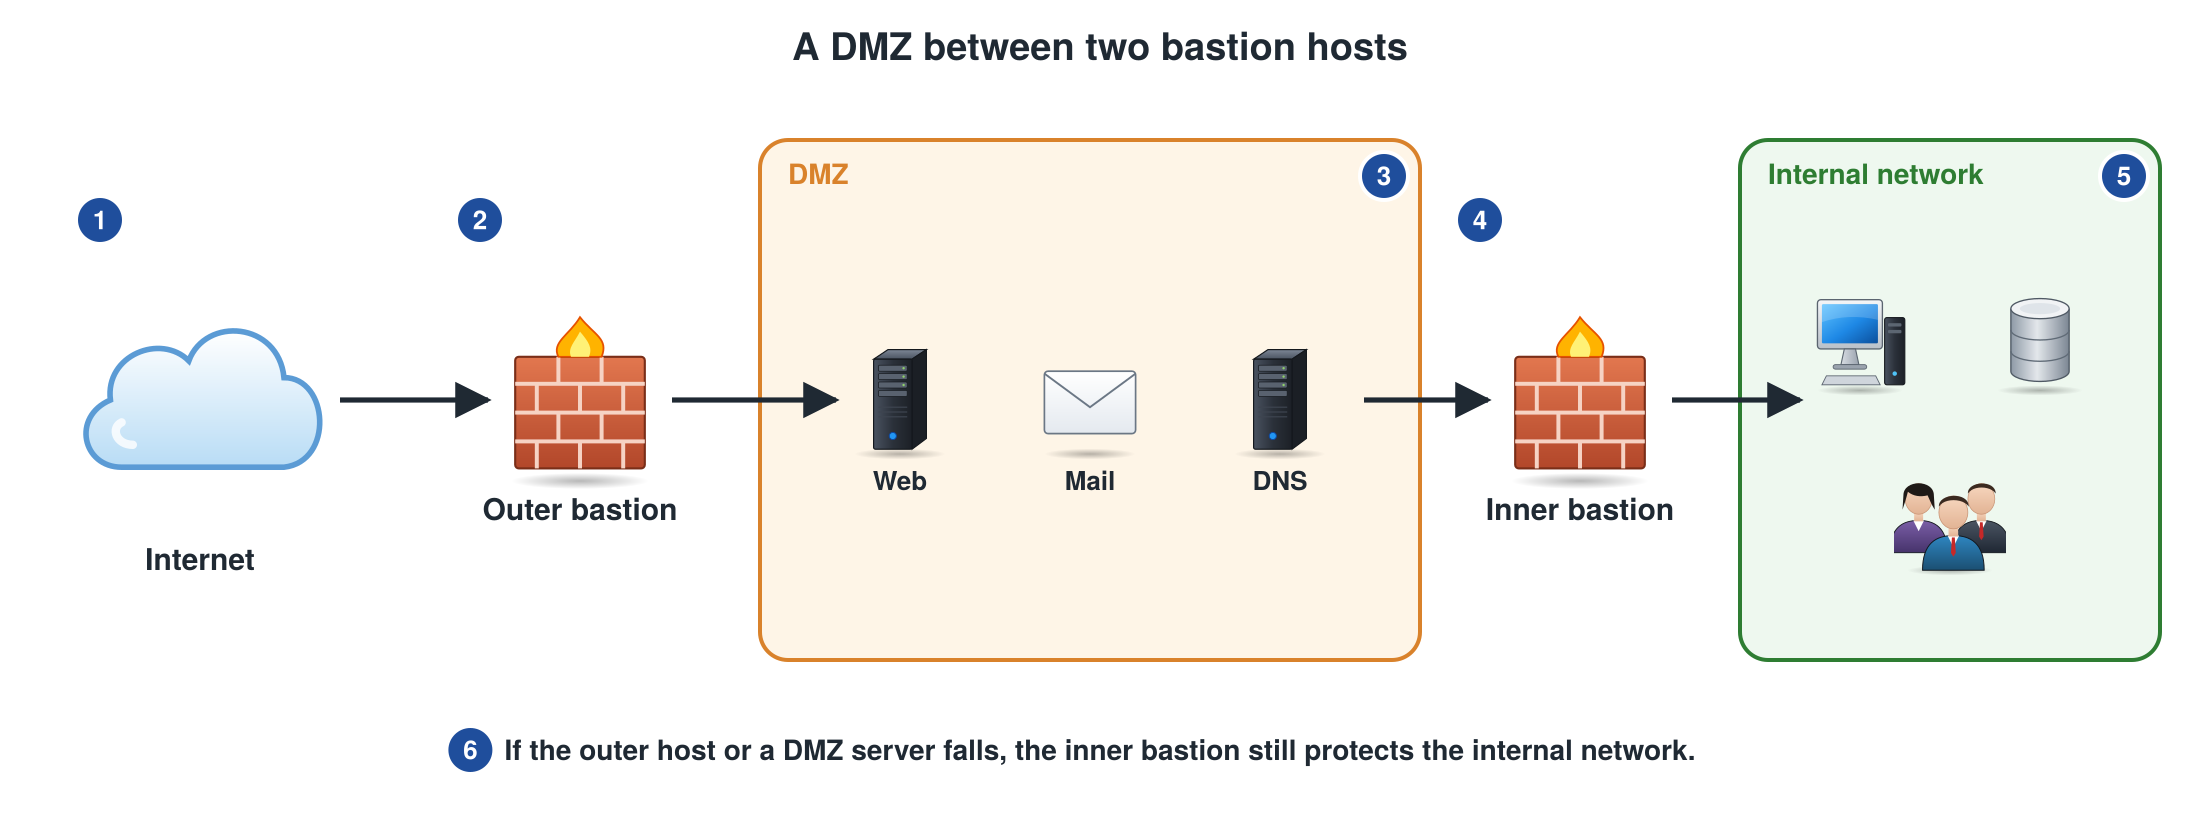 A DMZ between two bastion hosts
DMZ
3
Internal network
5
1
2
4
Web
Mail
DNS
Outer bastion
Inner bastion
Internet
6
If the outer host or a DMZ server falls, the inner bastion still protects the internal network.